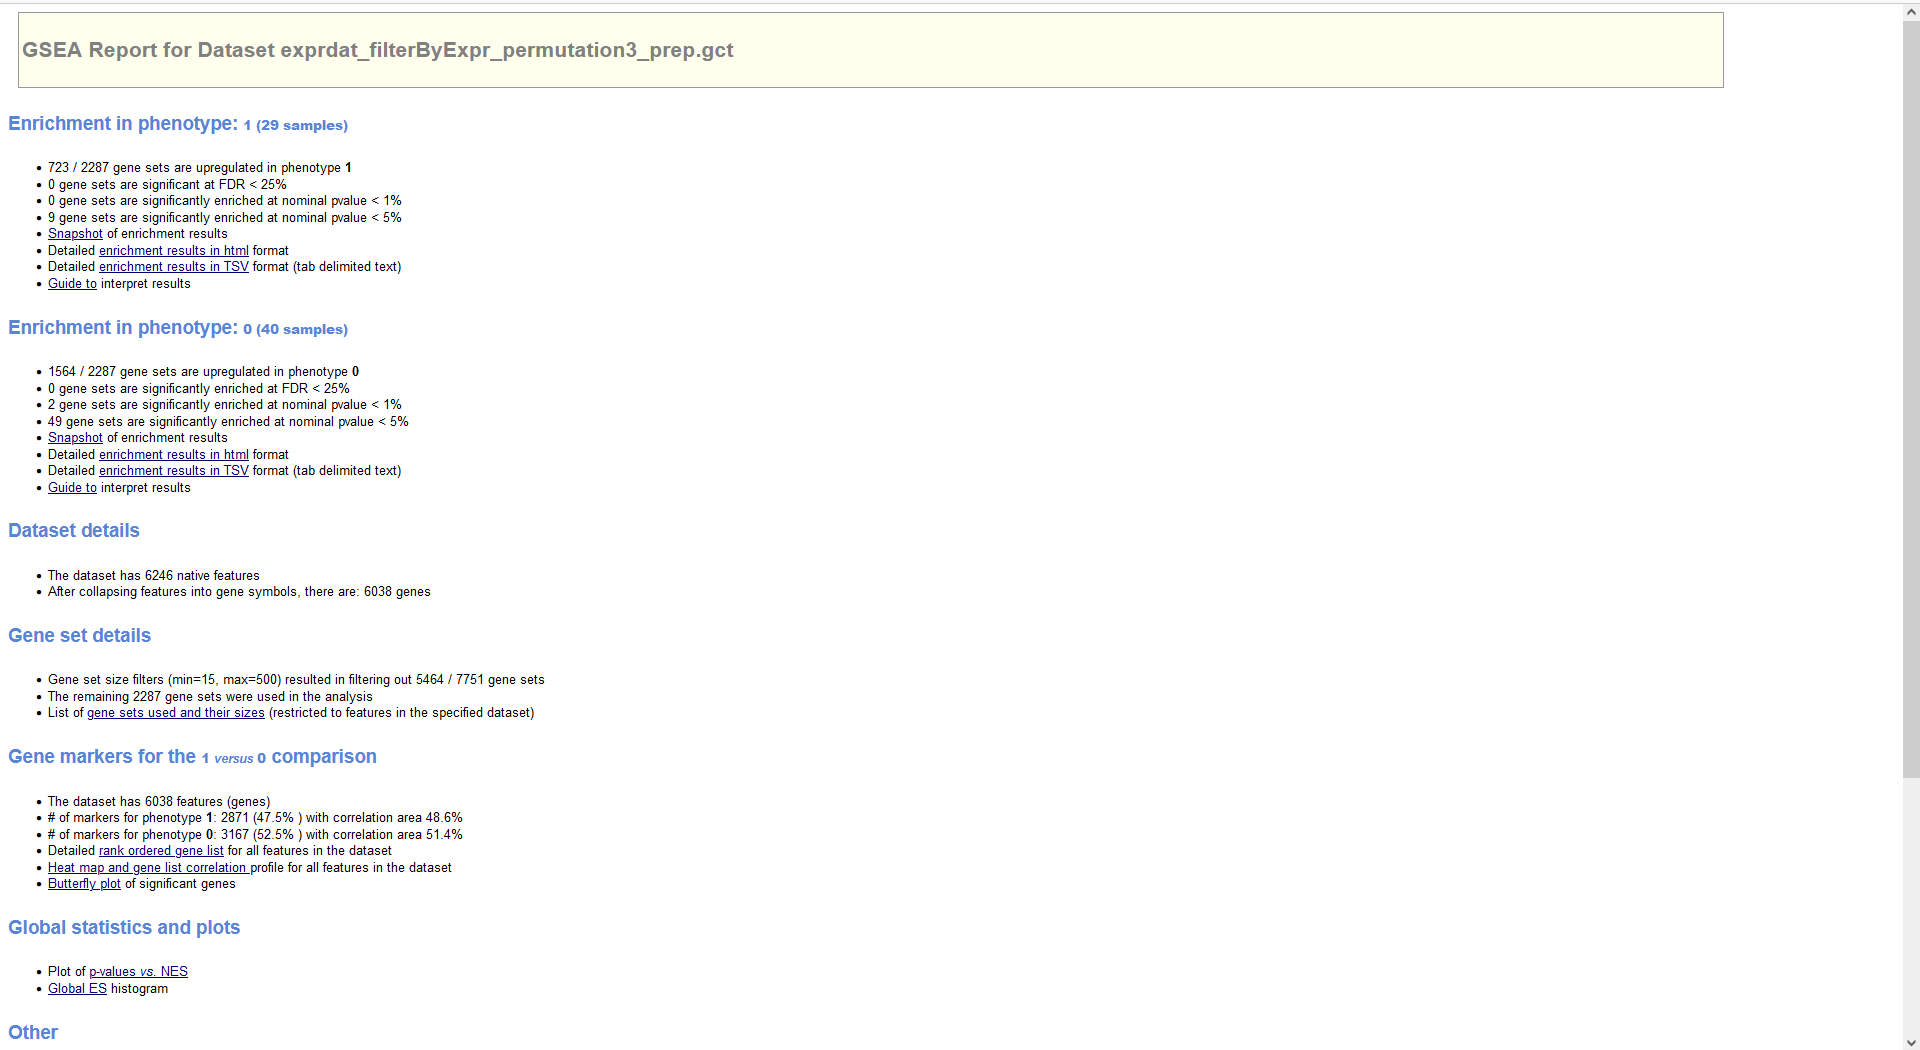 GSEA Report for Dataset exprdat_filterByExpr_permutation3_prep.gct
Enrichment in phenotype: 1 (29 samples)
• 723 / 2287 gene sets are upregulated in phenotype 1
• 0 gene sets are significant at FDR < 25%
• 0 gene sets are significantly enriched at nominal pvalue < 1%
• 9 gene sets are significantly enriched at nominal pvalue < 5%
• Snapshot of enrichment results
• Detailed enrichment results in html format
• Detailed enrichment results in TSV format (tab delimited text)
• Guide to interpret results
Enrichment in phenotype: 0 (40 samples)
• 1564 / 2287 gene sets are upregulated in phenotype 0
• 0 gene sets are significantly enriched at FDR < 25%
• 2 gene sets are significantly enriched at nominal pvalue < 1%
• 49 gene sets are significantly enriched at nominal pvalue < 5%
• Snapshot of enrichment results
• Detailed enrichment results in html format
• Detailed enrichment results in TSV format (tab delimited text)
• Guide to interpret results
Dataset details
• The dataset has 6246 native features
• After collapsing features into gene symbols, there are: 6038 genes
Gene set details
• Gene set size filters (min=15, max=500) resulted in filtering out 5464 / 7751 gene sets
• The remaining 2287 gene sets were used in the analysis
• List of gene sets used and their sizes (restricted to features in the specified dataset)
Gene markers for the 1 versus 0 comparison
• The dataset has 6038 features (genes)
• # of markers for phenotype 1: 2871 (47.5% ) with correlation area 48.6%
• # of markers for phenotype 0: 3167 (52.5% ) with correlation area 51.4%
• Detailed rank ordered gene list for all features in the dataset
• Heat map and gene list correlation profile for all features in the dataset
• Butterfly plot of significant genes
Global statistics and plots
• Plot of p-values vs. NES
• Global ES histogram
Other